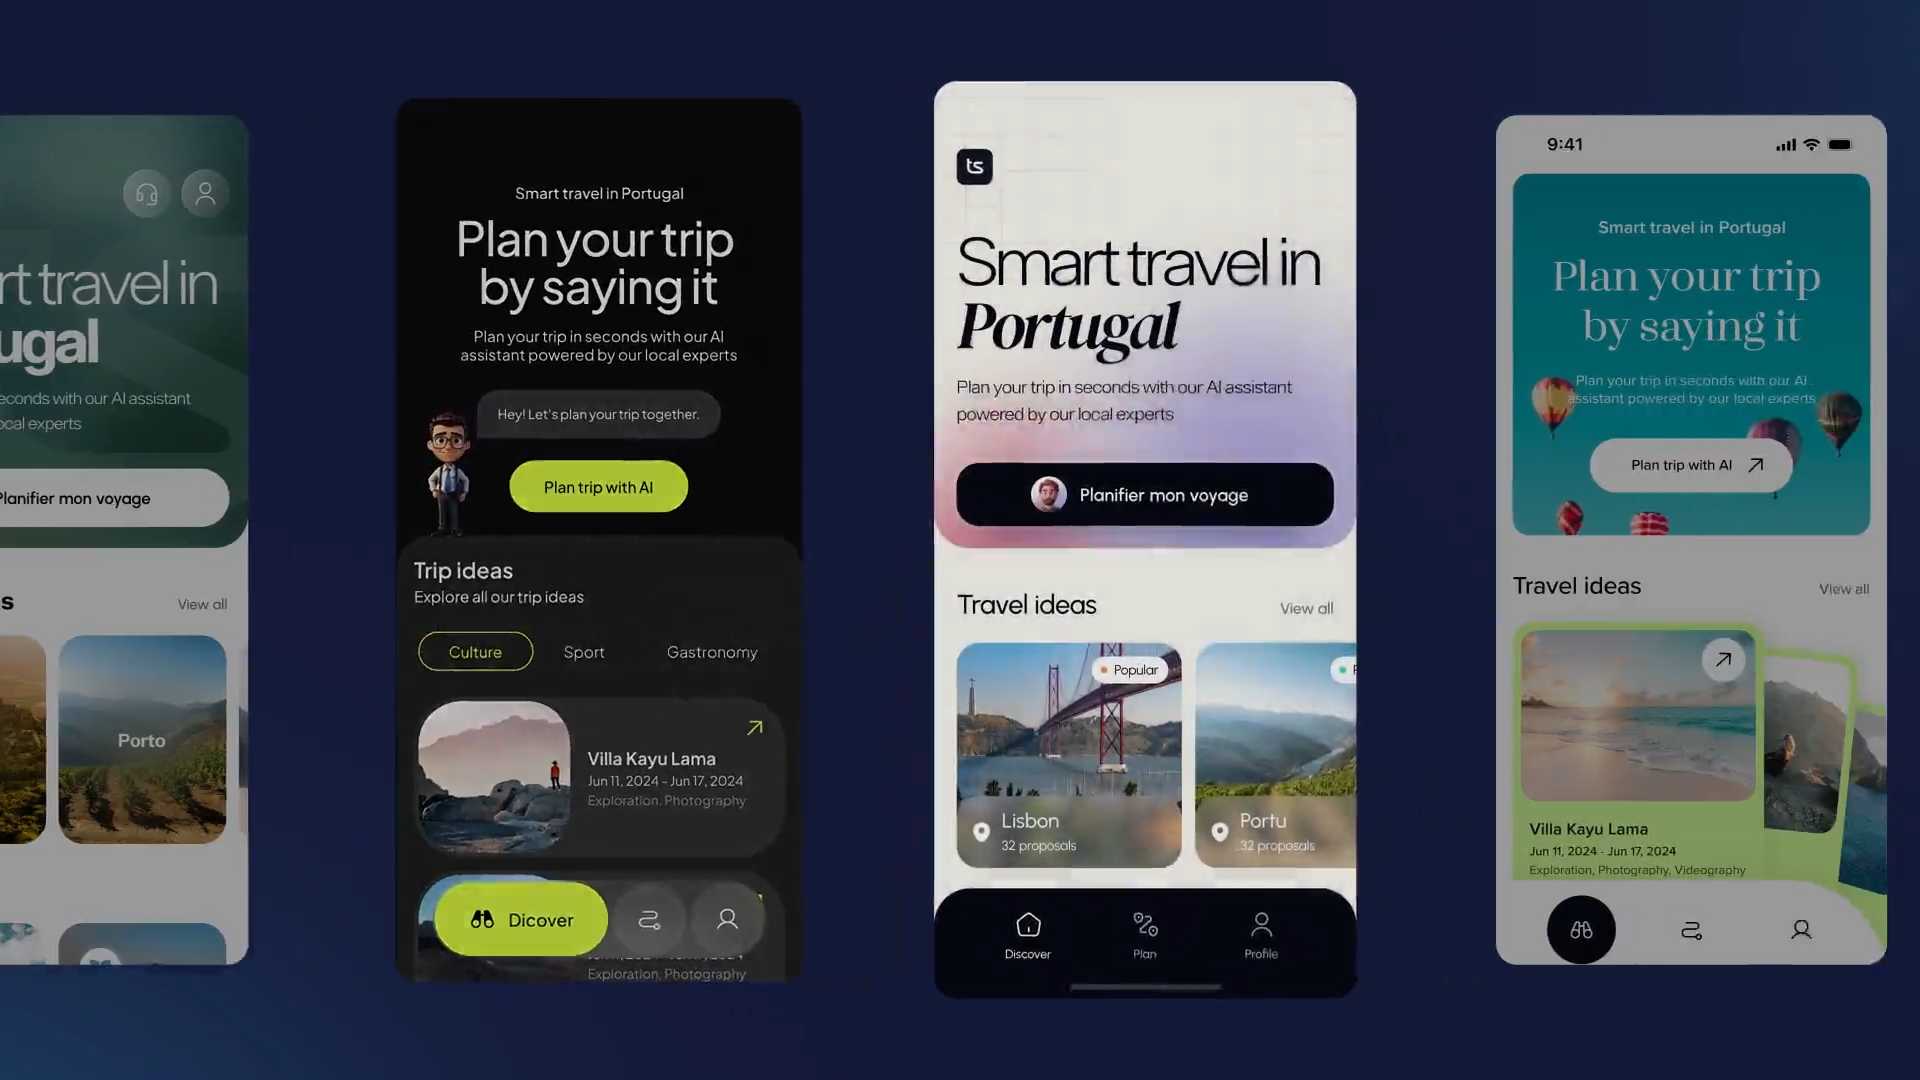 rt travel in
ugal
econds with our AI assistant
ocal experts
Planifier mon voyage
s
View all
Porto
Smart travel in Portugal
Plan your trip
by saying it
Plan your trip in seconds with our AI
assistant powered by our local experts
Hey! Let's plan your trip together.
Plan trip with AI
Trip ideas
Explore all our trip ideas
Culture
Sport
Gastronomy
Villa Kayu Lama
Jun 11, 2024 - Jun 17, 2024
Exploration, Photography
Dicover
Exploration, Photography
ts
Smart travel in
Portugal
Plan your trip in seconds with our AI assistant
powered by our local experts
Planifier mon voyage
Travel ideas
View all
Popular
Lisbon
32 proposals
Portu
32 proposals
Discover
Plan
Profile
9:41
Smart travel in Portugal
Plan your trip
by saying it
Plan your trip in seconds with our AI
assistant powered by our local experts
Plan trip with AI
Travel ideas
View all
Villa Kayu Lama
Jun 11, 2024 - Jun 17, 2024
Exploration, Photography, Videography